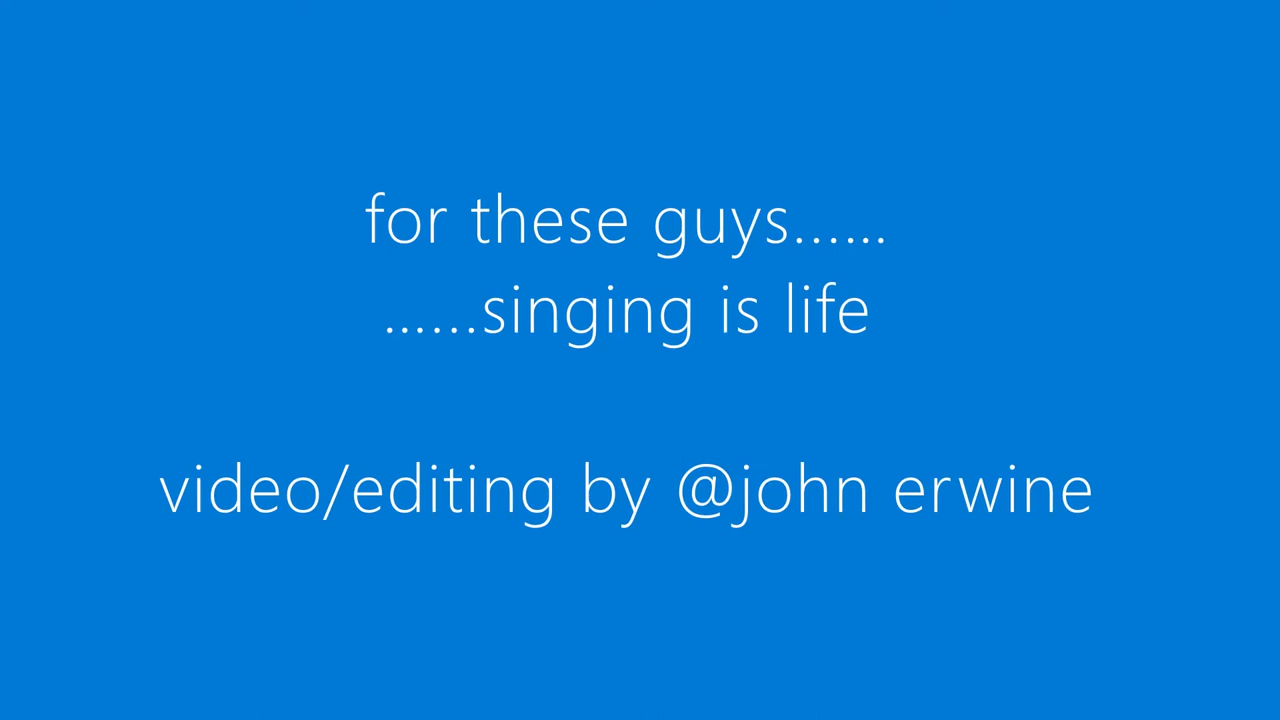 for these guys......
......singing is life
video/editing by @john erwine